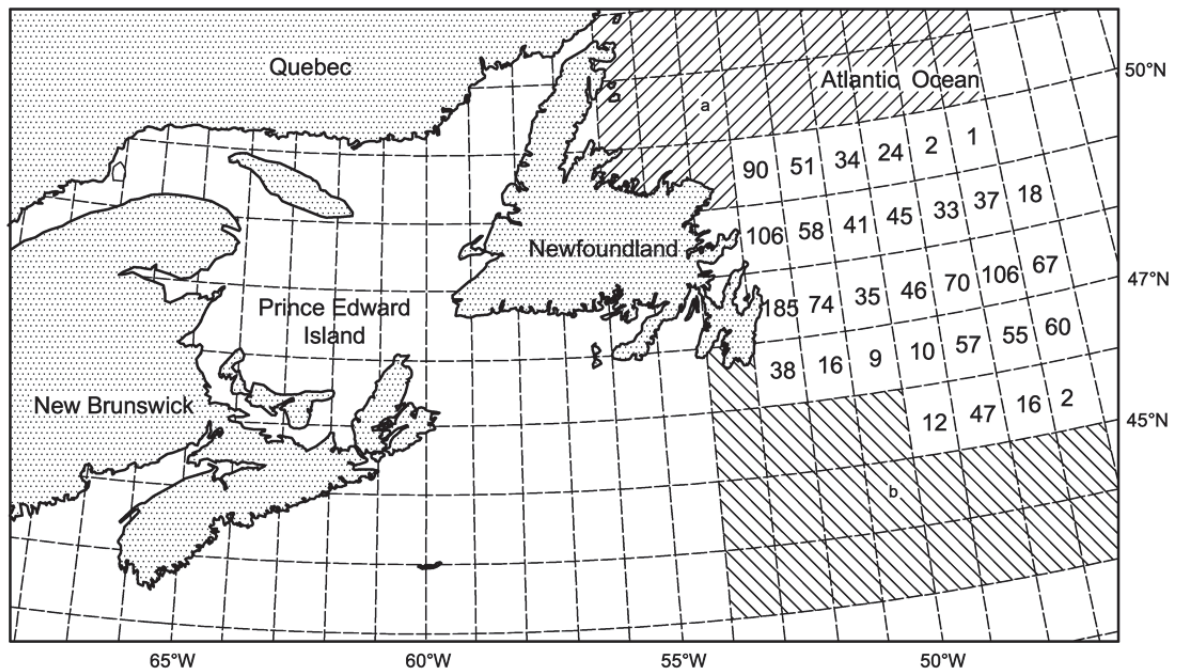 Quebec
Atlantic Ocean
50°N
a
90 51 34 24 2 1
106 58 41 45 33 37 18
Newfoundland
47°N
185 74 35 46 70 106 67
Prince Edward
Island
38 16 9 10 57 55 60
New Brunswick
12 47 16 2
45°N
b
65°W 60°W 55°W 50°W